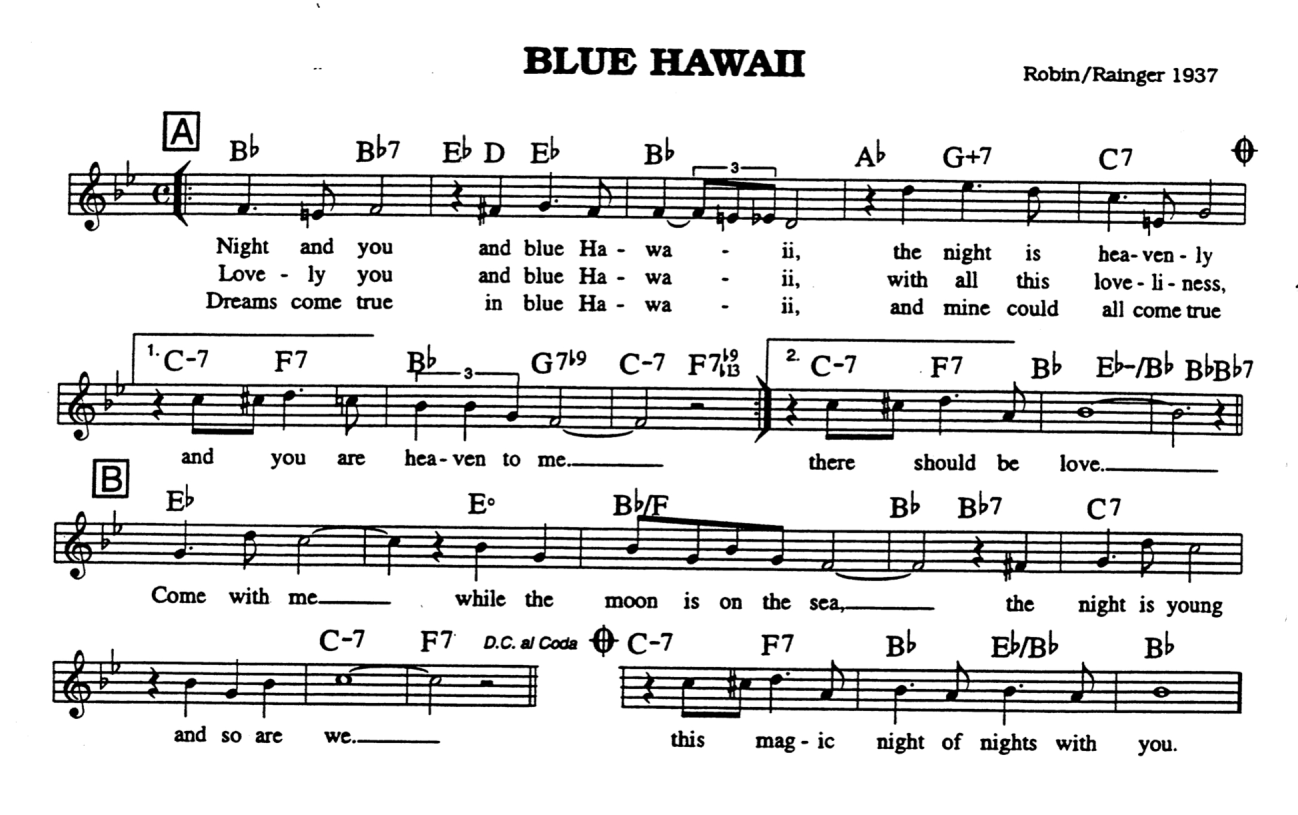 BLUE HAWAII
Robin/Rainger 1937
A
B♭ B♭7 E♭ D E♭ B♭ A♭ G+7 C7
3
Night and you and blue Ha - wa - ii, the night is hea - ven - ly
Love - ly you and blue Ha - wa - ii, with all this love - li - ness,
Dreams come true in blue Ha - wa - ii, and mine could all come true
1. C-7 F7 B♭ G7♭9 C-7 F7♭9♭13 2. C-7 F7 B♭ E♭-/B♭ B♭ B♭7
3
and you are hea - ven to me. there should be love.
B
E♭ E° B♭/F B♭ B♭7 C7
Come with me while the moon is on the sea, the night is young
C-7 F7 D.C. al Coda C-7 F7 B♭ E♭/B♭ B♭
and so are we. this mag - ic night of nights with you.